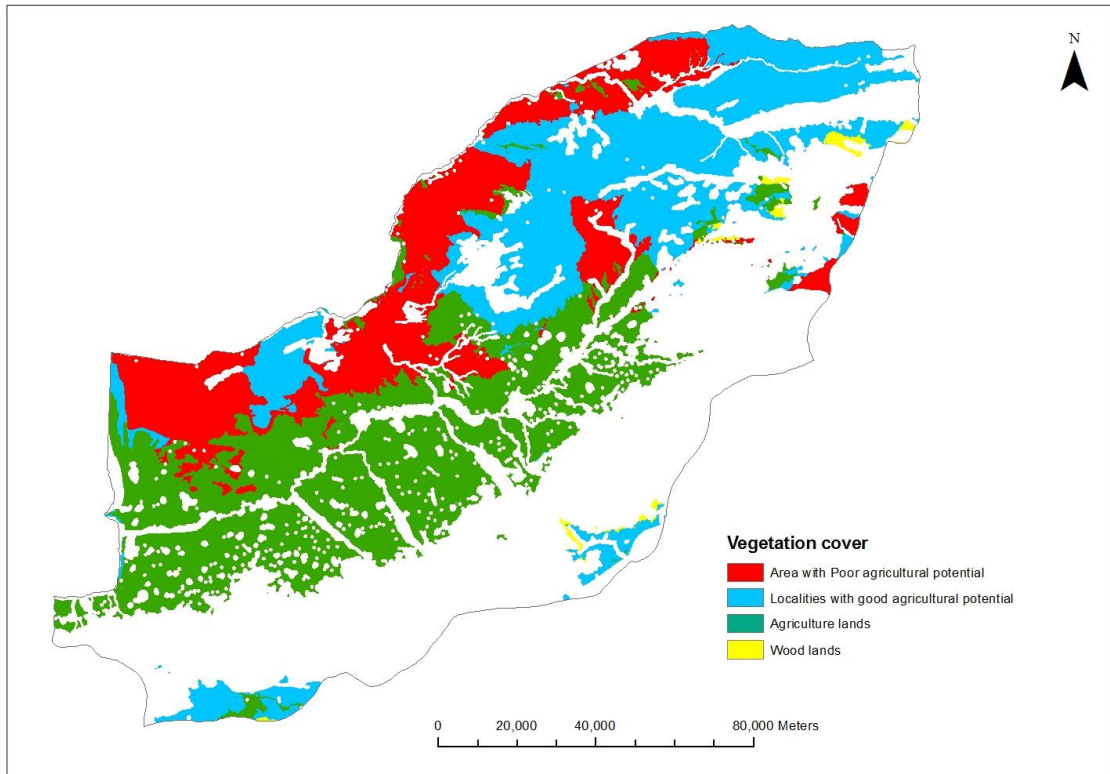 N
Vegetation cover
Area with Poor agricultural potential
Localities with good agricultural potential
Agriculture lands
Wood lands
0 20,000 40,000 80,000 Meters